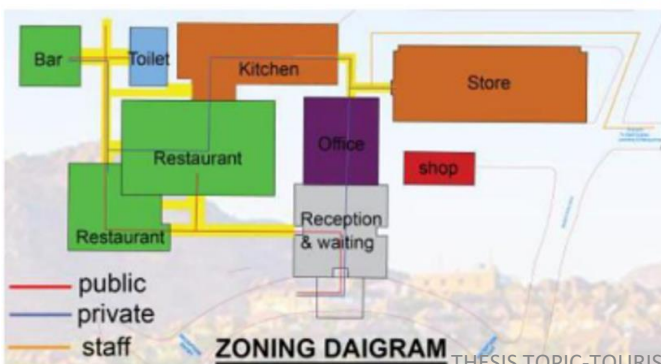 Bar
Toilet
Kitchen
Store
Restaurant
Office
shop
Reception
& waiting
Restaurant
public
private
staff
ZONING DAIGRAM
THESIS TOPIC-TOURIS